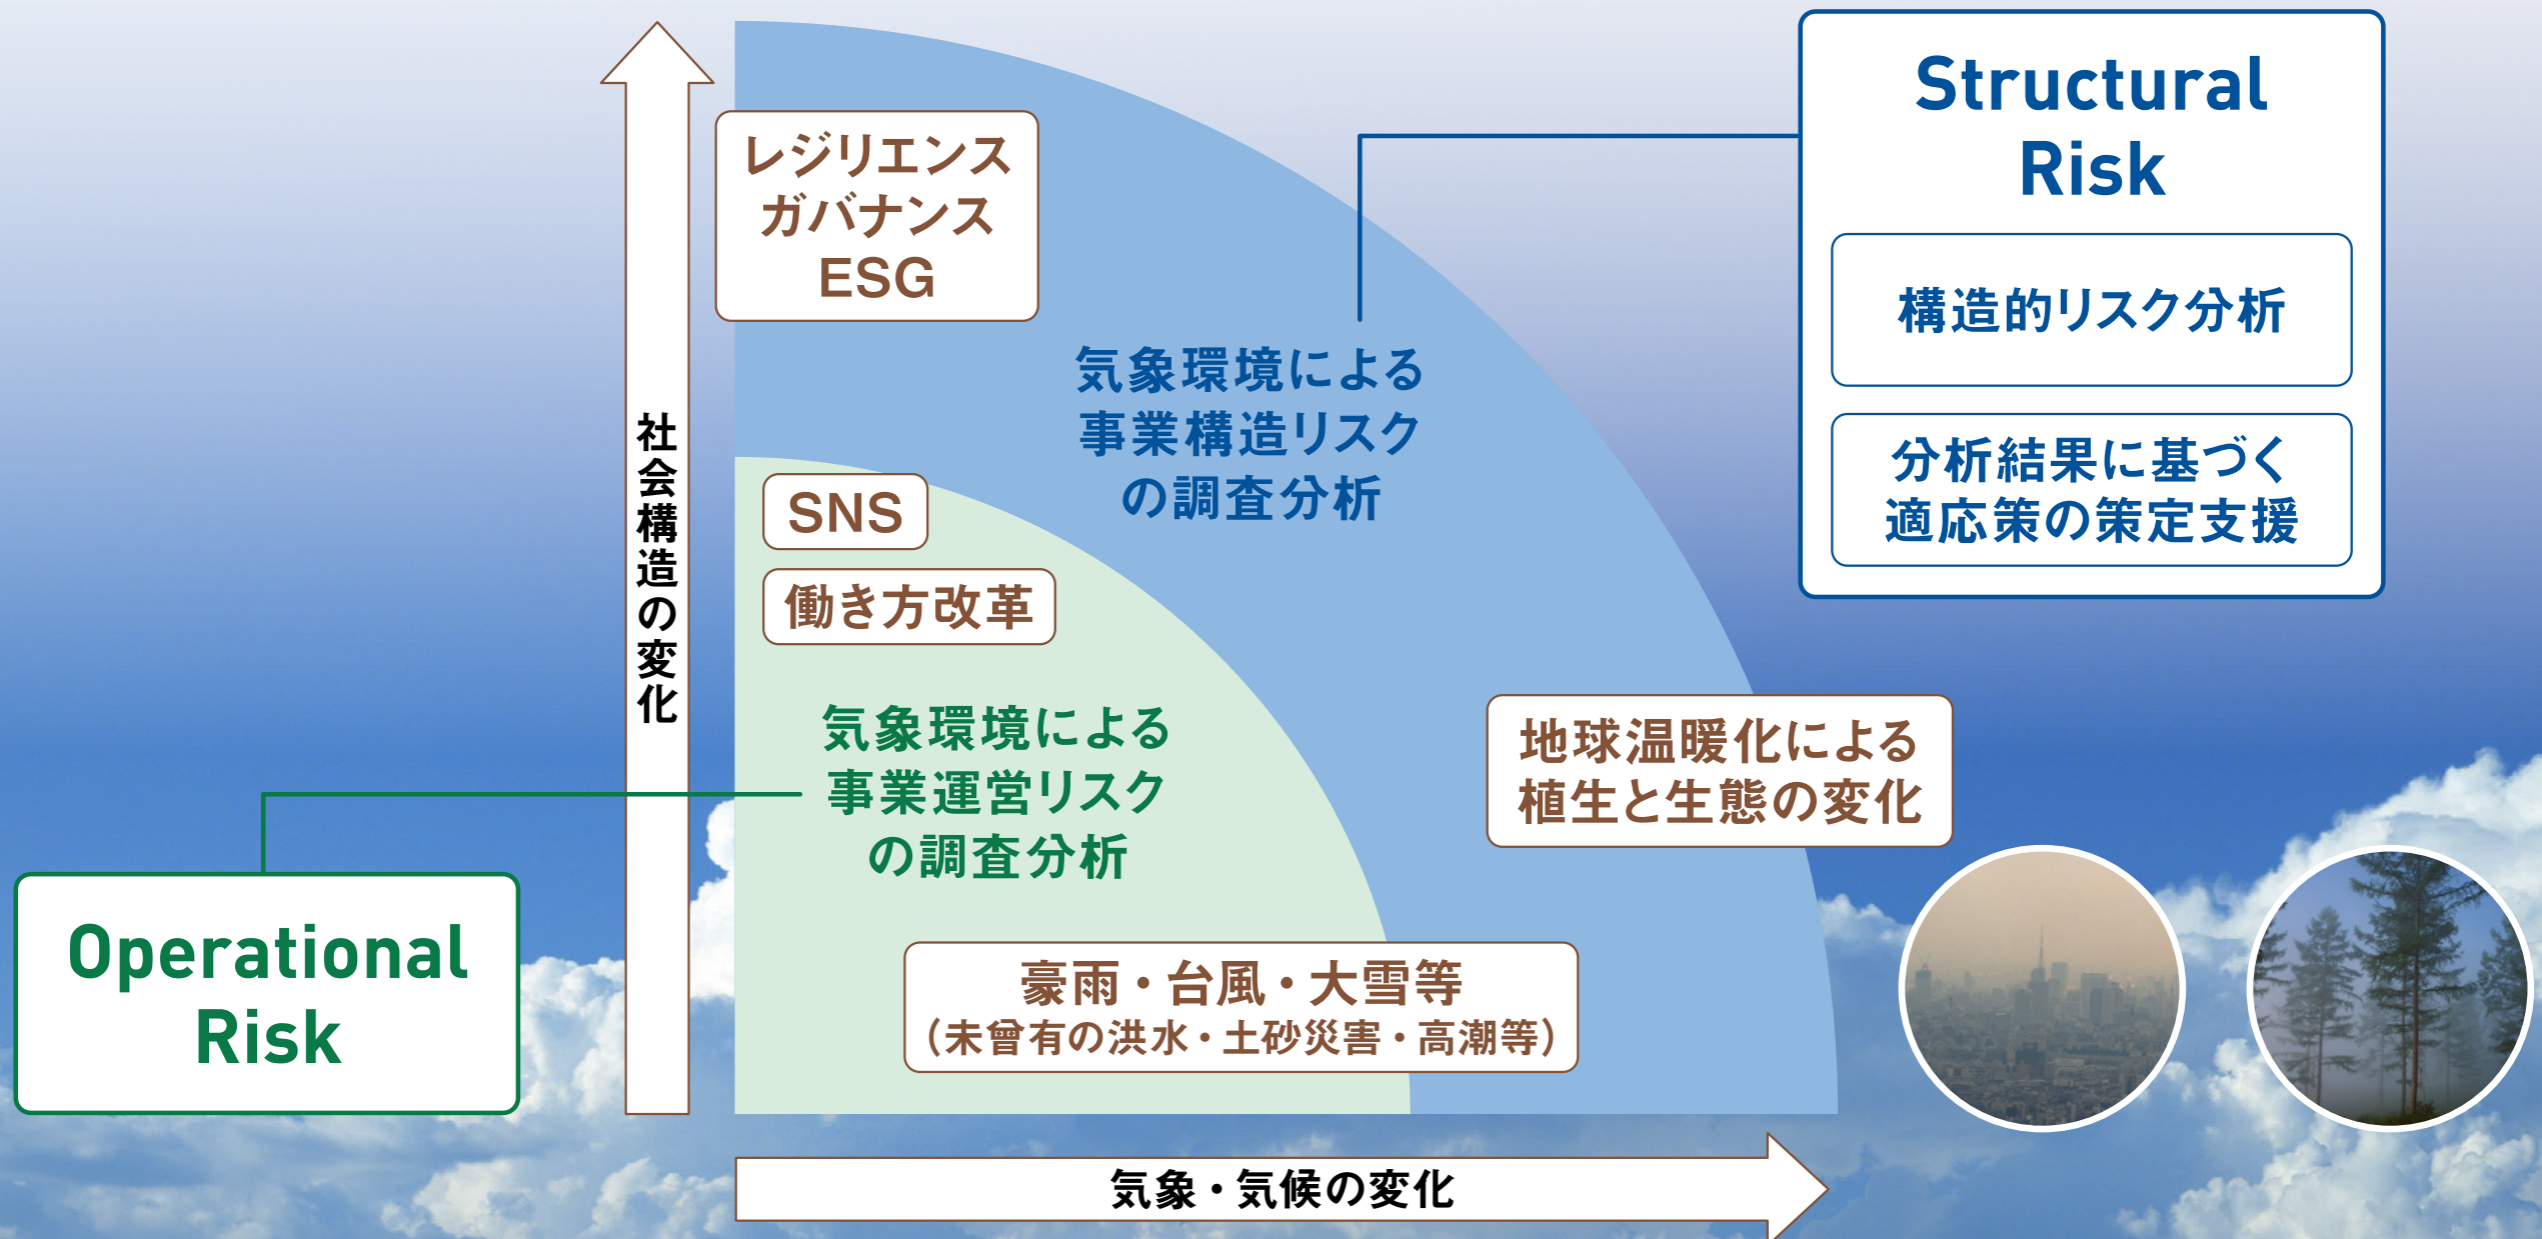 レジリエンス
ガバナンス
ESG
Structural
Risk
構造的リスク分析
分析結果に基づく
適応策の策定支援
気象環境による
事業構造リスク
の調査分析
社会構造の変化
SNS
働き方改革
気象環境による
事業運営リスク
の調査分析
地球温暖化による
植生と生態の変化
Operational
Risk
豪雨・台風・大雪等
(未曾有の洪水・土砂災害・高潮等)
気象・気候の変化